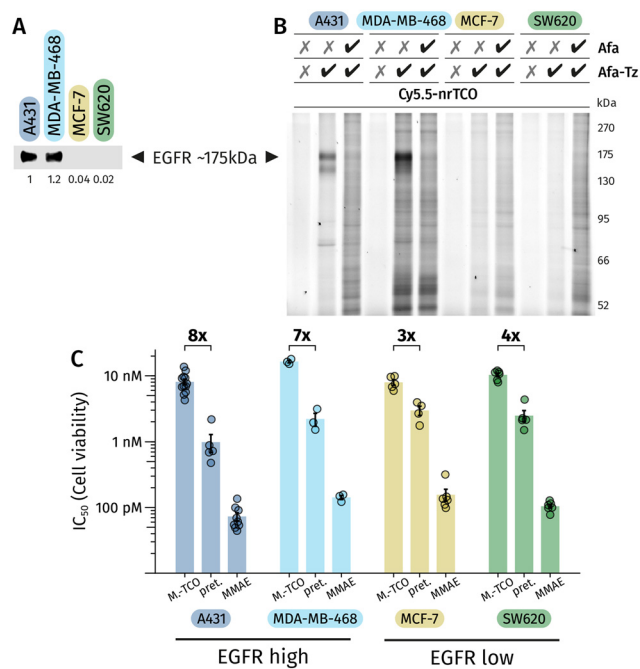 A
A431
MDA-MB-468
MCF-7
SW620
EGFR ~175kDa
1
1.2
0.04
0.02
B
A431
MDA-MB-468
MCF-7
SW620
✗ ✗ ✔ ✗ ✗ ✔ ✗ ✗ ✔ ✗ ✗ ✔ Afa
✗ ✔ ✔ ✗ ✔ ✔ ✗ ✔ ✔ ✗ ✔ ✔ Afa-Tz
Cy5.5-nrTCO
kDa
270
175
130
95
66
52
C
8x
7x
3x
4x
IC50 (Cell viability)
10 nM
1 nM
100 pM
M.-TCO
pret.
MMAE
M.-TCO
pret.
MMAE
M.-TCO
pret.
MMAE
M.-TCO
pret.
MMAE
A431
MDA-MB-468
MCF-7
SW620
EGFR high
EGFR low